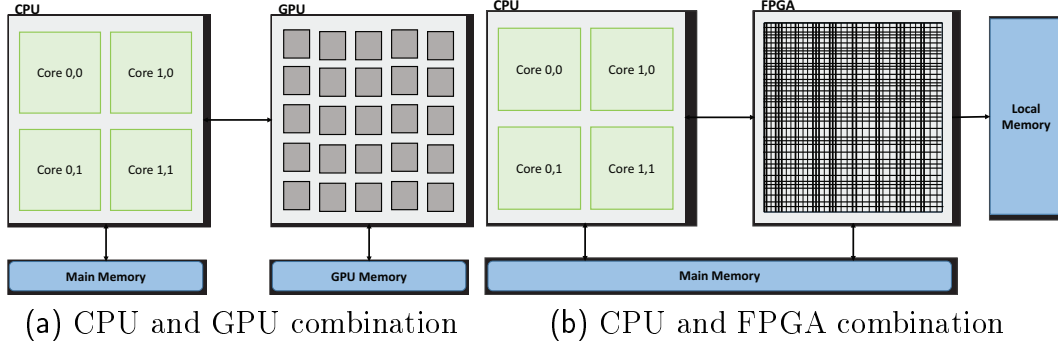 CPU
GPU
Core 0,0
Core 1,0
Core 0,1
Core 1,1
Main Memory
GPU Memory
(a) CPU and GPU combination
CPU
FPGA
Core 0,0
Core 1,0
Core 0,1
Core 1,1
Local
Memory
Main Memory
(b) CPU and FPGA combination